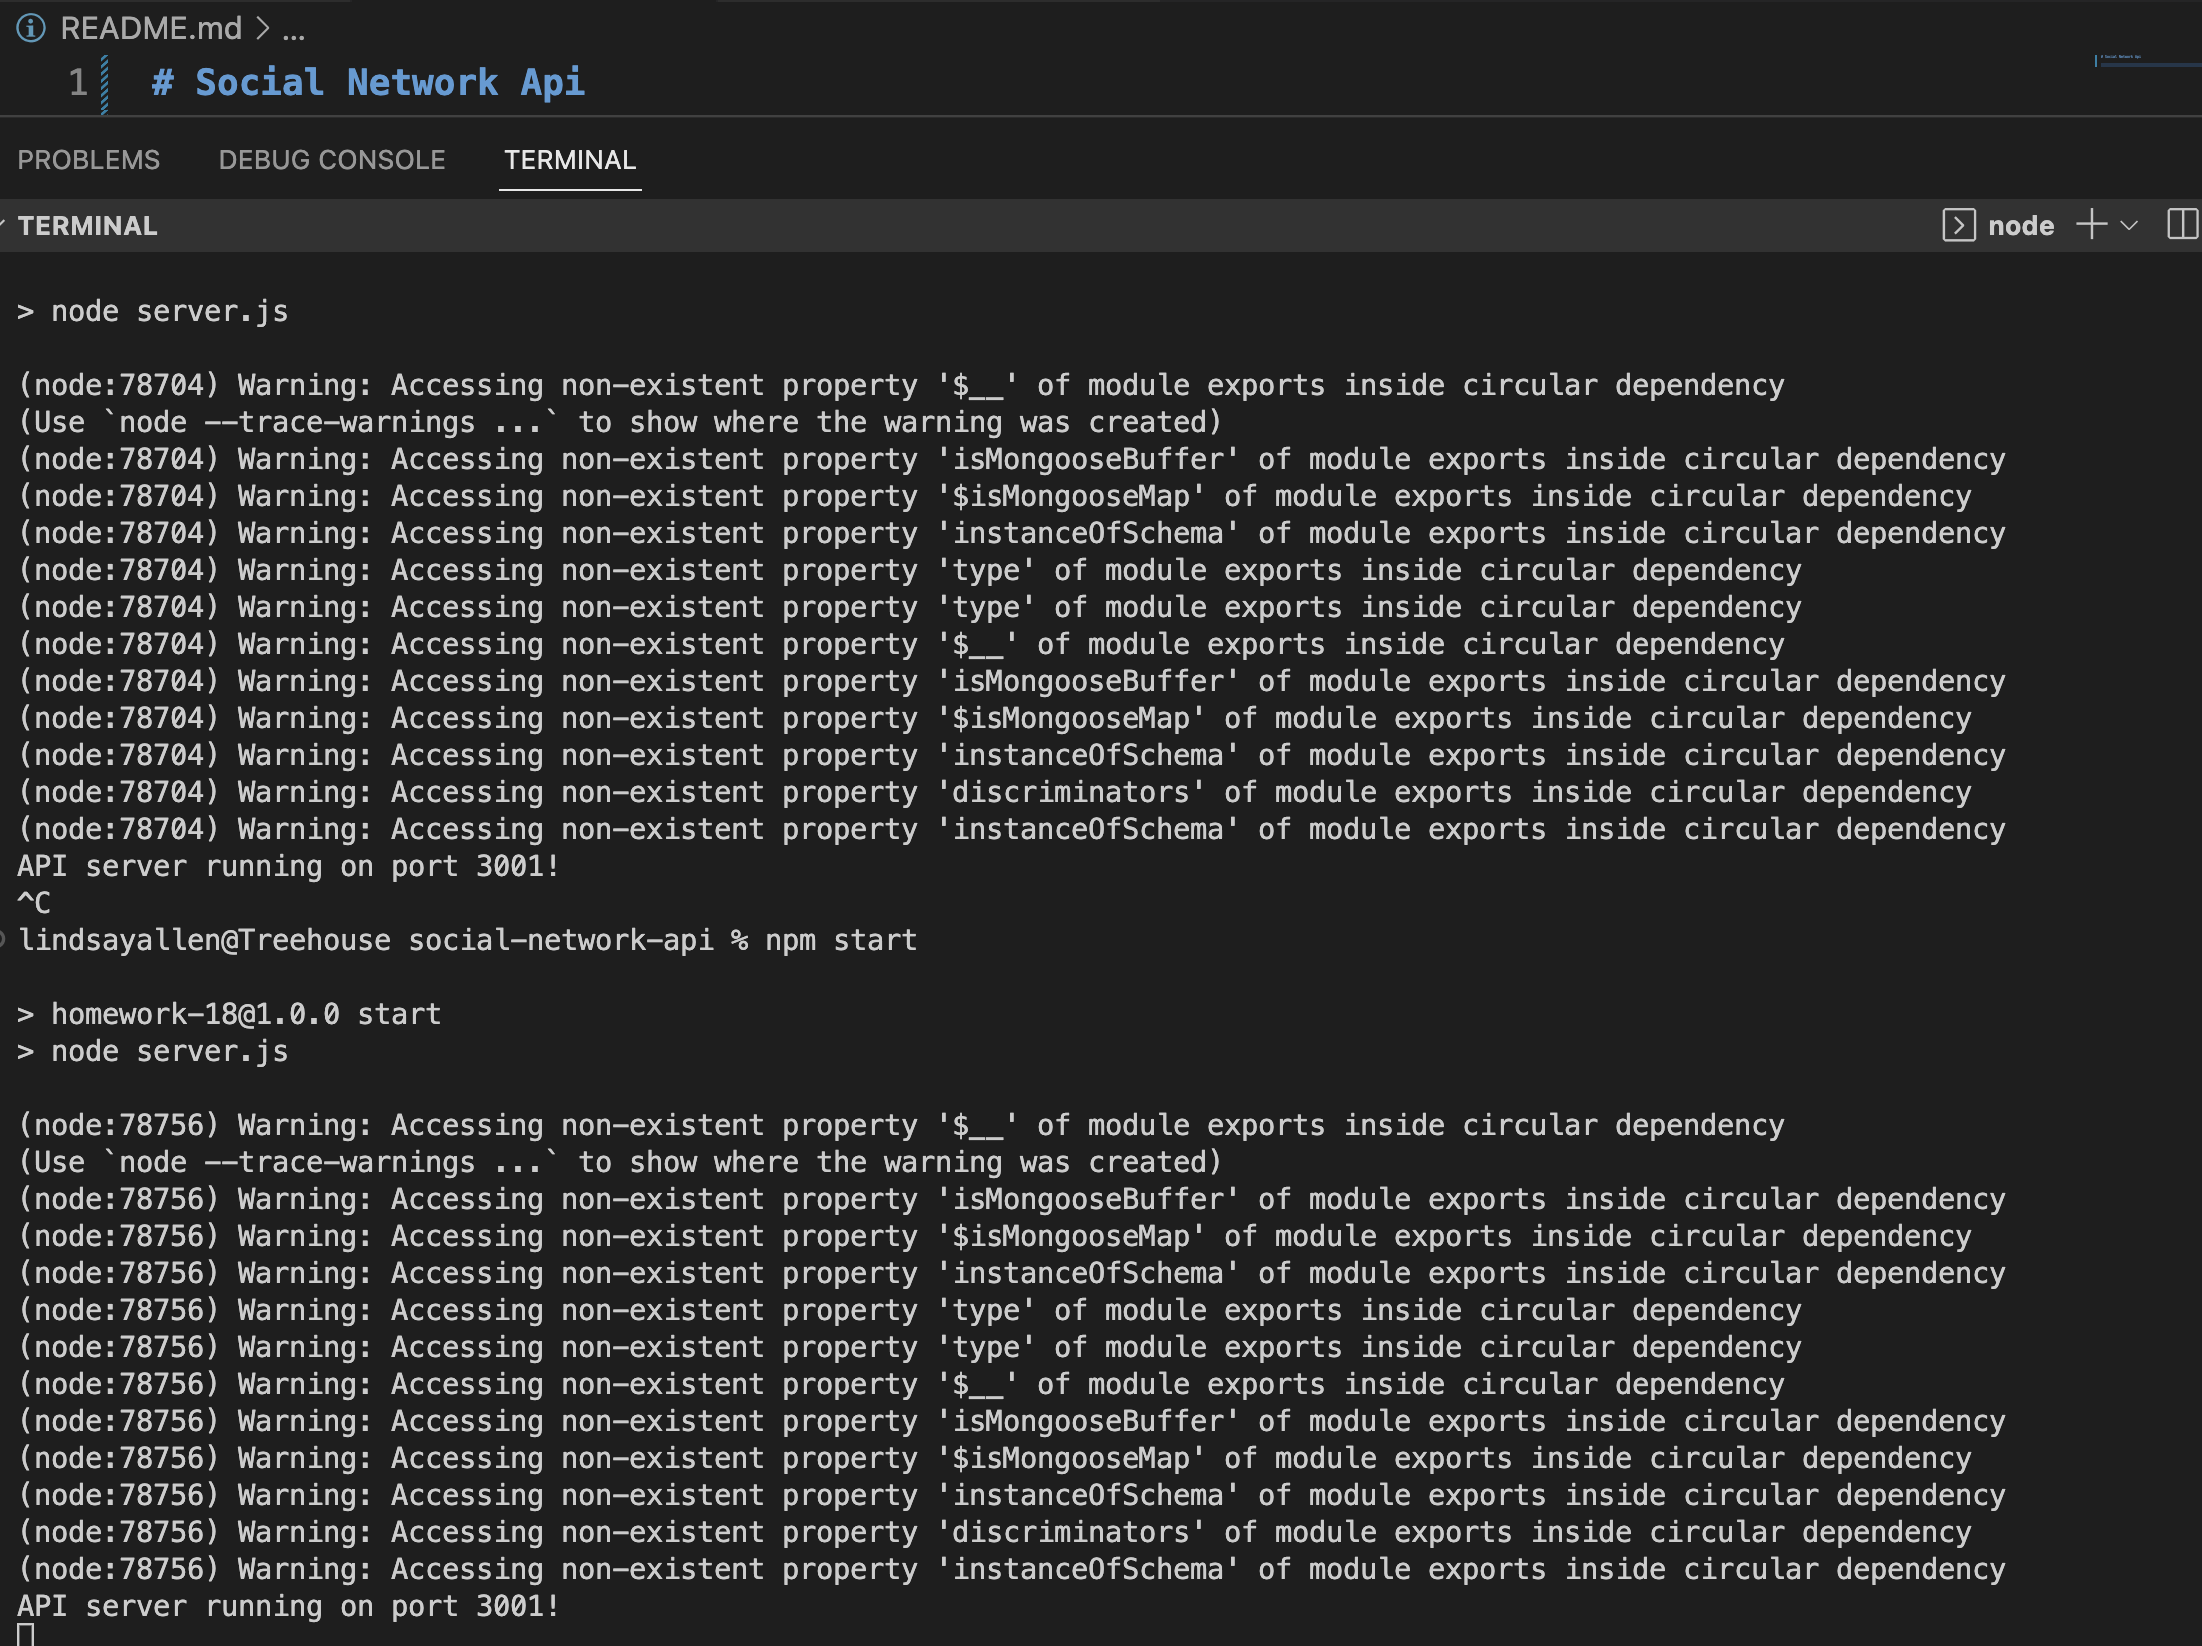 README.md > ...
1 # Social Network Api
PROBLEMS DEBUG CONSOLE TERMINAL
TERMINAL node
> node server.js
(node:78704) Warning: Accessing non-existent property '$__' of module exports inside circular dependency
(Use `node --trace-warnings ...` to show where the warning was created)
(node:78704) Warning: Accessing non-existent property 'isMongooseBuffer' of module exports inside circular dependency
(node:78704) Warning: Accessing non-existent property '$isMongooseMap' of module exports inside circular dependency
(node:78704) Warning: Accessing non-existent property 'instanceOfSchema' of module exports inside circular dependency
(node:78704) Warning: Accessing non-existent property 'type' of module exports inside circular dependency
(node:78704) Warning: Accessing non-existent property 'type' of module exports inside circular dependency
(node:78704) Warning: Accessing non-existent property '$__' of module exports inside circular dependency
(node:78704) Warning: Accessing non-existent property 'isMongooseBuffer' of module exports inside circular dependency
(node:78704) Warning: Accessing non-existent property '$isMongooseMap' of module exports inside circular dependency
(node:78704) Warning: Accessing non-existent property 'instanceOfSchema' of module exports inside circular dependency
(node:78704) Warning: Accessing non-existent property 'discriminators' of module exports inside circular dependency
(node:78704) Warning: Accessing non-existent property 'instanceOfSchema' of module exports inside circular dependency
API server running on port 3001!
^C
lindsayallen@Treehouse social-network-api % npm start
> homework-18@1.0.0 start
> node server.js
(node:78756) Warning: Accessing non-existent property '$__' of module exports inside circular dependency
(Use `node --trace-warnings ...` to show where the warning was created)
(node:78756) Warning: Accessing non-existent property 'isMongooseBuffer' of module exports inside circular dependency
(node:78756) Warning: Accessing non-existent property '$isMongooseMap' of module exports inside circular dependency
(node:78756) Warning: Accessing non-existent property 'instanceOfSchema' of module exports inside circular dependency
(node:78756) Warning: Accessing non-existent property 'type' of module exports inside circular dependency
(node:78756) Warning: Accessing non-existent property 'type' of module exports inside circular dependency
(node:78756) Warning: Accessing non-existent property '$__' of module exports inside circular dependency
(node:78756) Warning: Accessing non-existent property 'isMongooseBuffer' of module exports inside circular dependency
(node:78756) Warning: Accessing non-existent property '$isMongooseMap' of module exports inside circular dependency
(node:78756) Warning: Accessing non-existent property 'instanceOfSchema' of module exports inside circular dependency
(node:78756) Warning: Accessing non-existent property 'discriminators' of module exports inside circular dependency
(node:78756) Warning: Accessing non-existent property 'instanceOfSchema' of module exports inside circular dependency
API server running on port 3001!